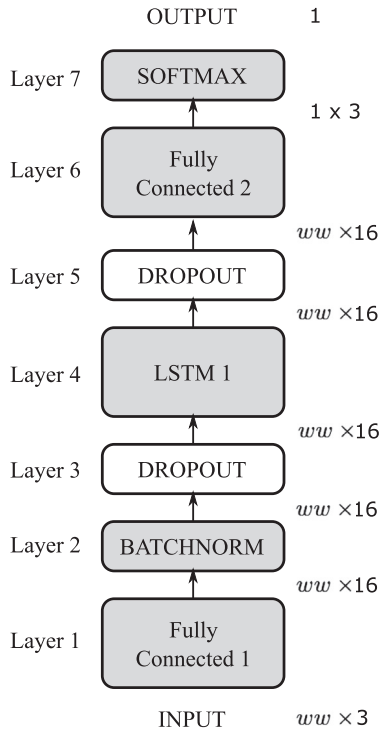 OUTPUT 1
Layer 7 SOFTMAX
1 x 3
Layer 6 Fully
Connected 2
ww ×16
Layer 5 DROPOUT
ww ×16
Layer 4 LSTM 1
ww ×16
Layer 3 DROPOUT
ww ×16
Layer 2 BATCHNORM
ww ×16
Layer 1 Fully
Connected 1
INPUT ww ×3